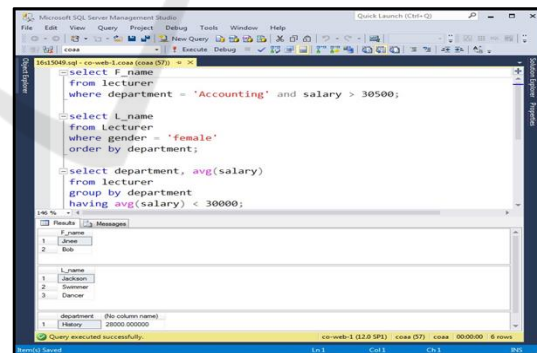 Microsoft SQL Server Management Studio
Quick Launch (Ctrl+Q)
File Edit View Query Project Debug Tools Window Help
New Query
coaa
Execute Debug
16s15049.sql - co-web-1.coaa (coaa (57))
Object Explorer
Solution Explorer
Properties
select F_name
from lecturer
where department = 'Accounting' and salary > 30500;
select L_name
from Lecturer
where gender = 'female'
order by department;
select department, avg(salary)
from lecturer
group by department
having avg(salary) < 30000;
146 %
Results Messages
F_name
1 Jinee
2 Bob
L_name
1 Jackson
2 Swimmer
3 Dancer
department (No column name)
1 History 28000.000000
Query executed successfully.
co-web-1 (12.0 SP1) coaa (57) coaa 00:00:00 6 rows
Item(s) Saved Ln 1 Col 1 Ch 1 INS